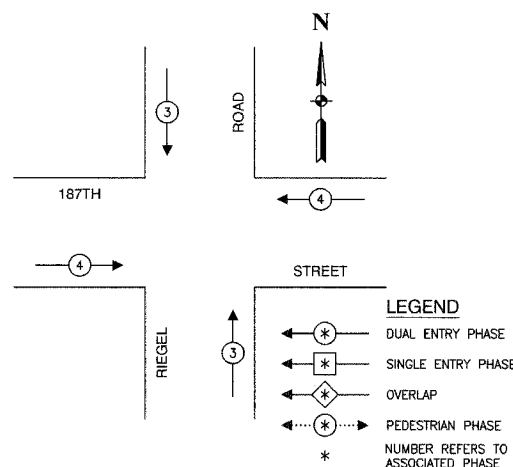 N
3
ROAD
187TH
4
4
STREET
RIEGEL
3
LEGEND
* DUAL ENTRY PHASE
* SINGLE ENTRY PHASE
* OVERLAP
* PEDESTRIAN PHASE
* NUMBER REFERS TO
ASSOCIATED PHASE